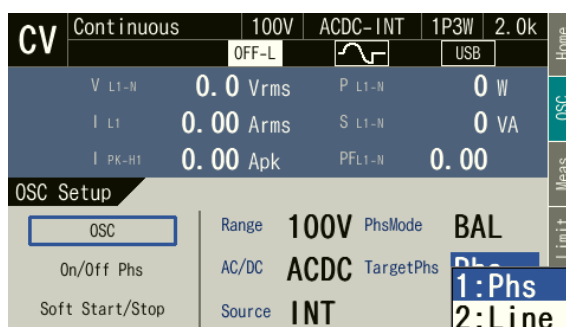 CV Continuous 100V ACDC-INT 1P3W 2.0k
OFF-L USB
Home
V L1-N 0.0 Vrms P L1-N 0 W
OSC
I L1 0.00 Arms S L1-N 0 VA
I PK-H1 0.00 Apk PFL1-N 0.00
Meas.
OSC Setup
OSC Range 100V PhsMode BAL
Limit
On/Off Phs AC/DC ACDC TargetPhs Phs
1:Phs
Soft Start/Stop Source INT 2:Line